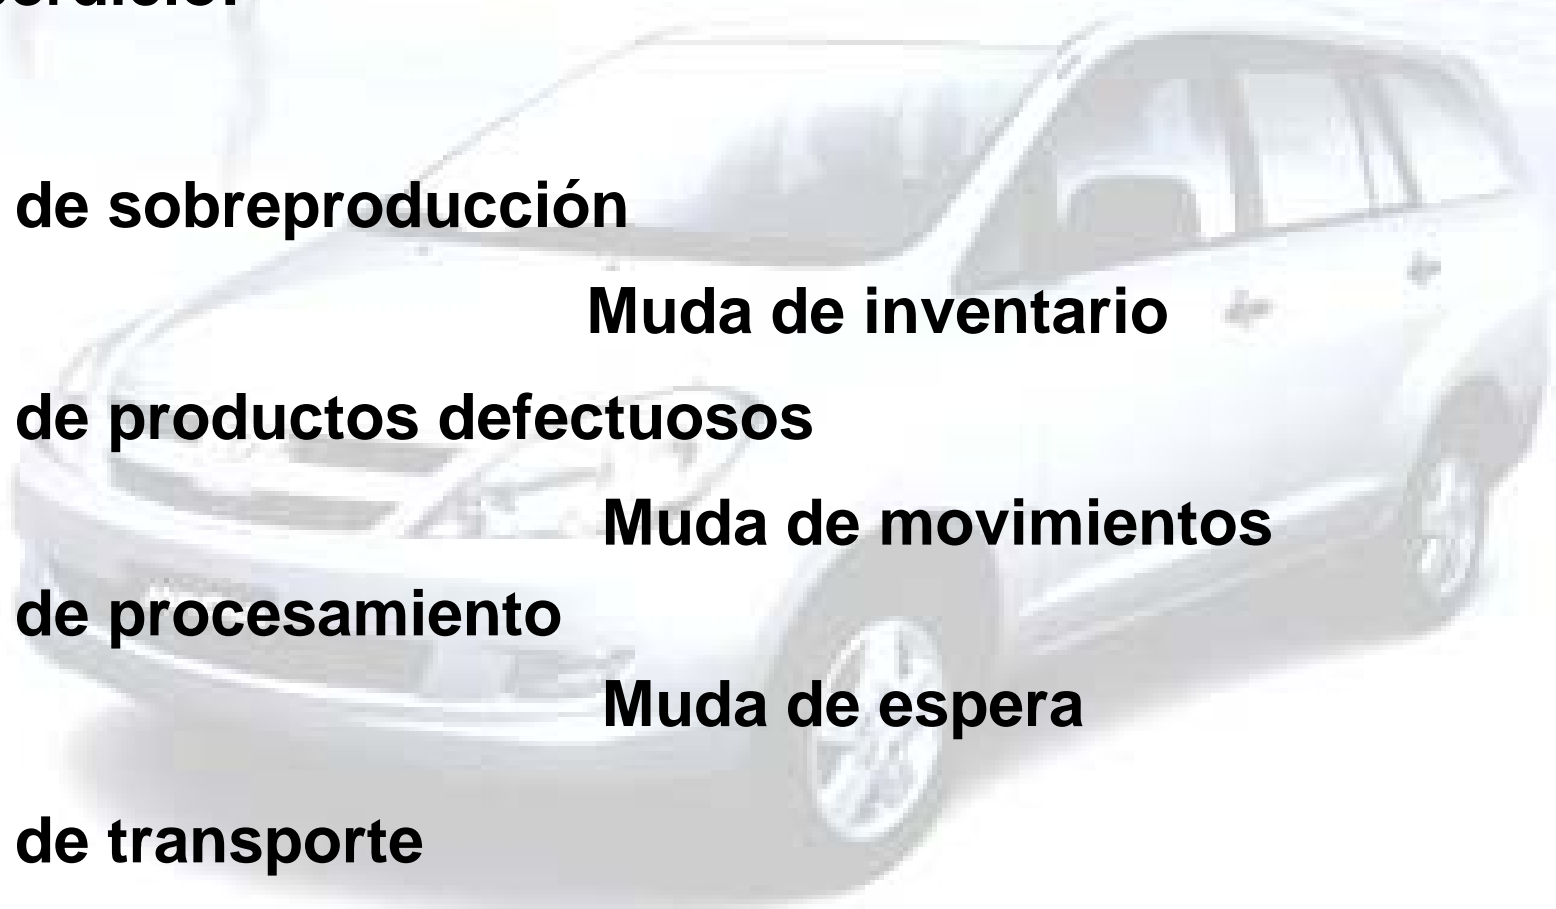 de sobreproducción
Muda de inventario
de productos defectuosos
Muda de movimientos
de procesamiento
Muda de espera
de transporte